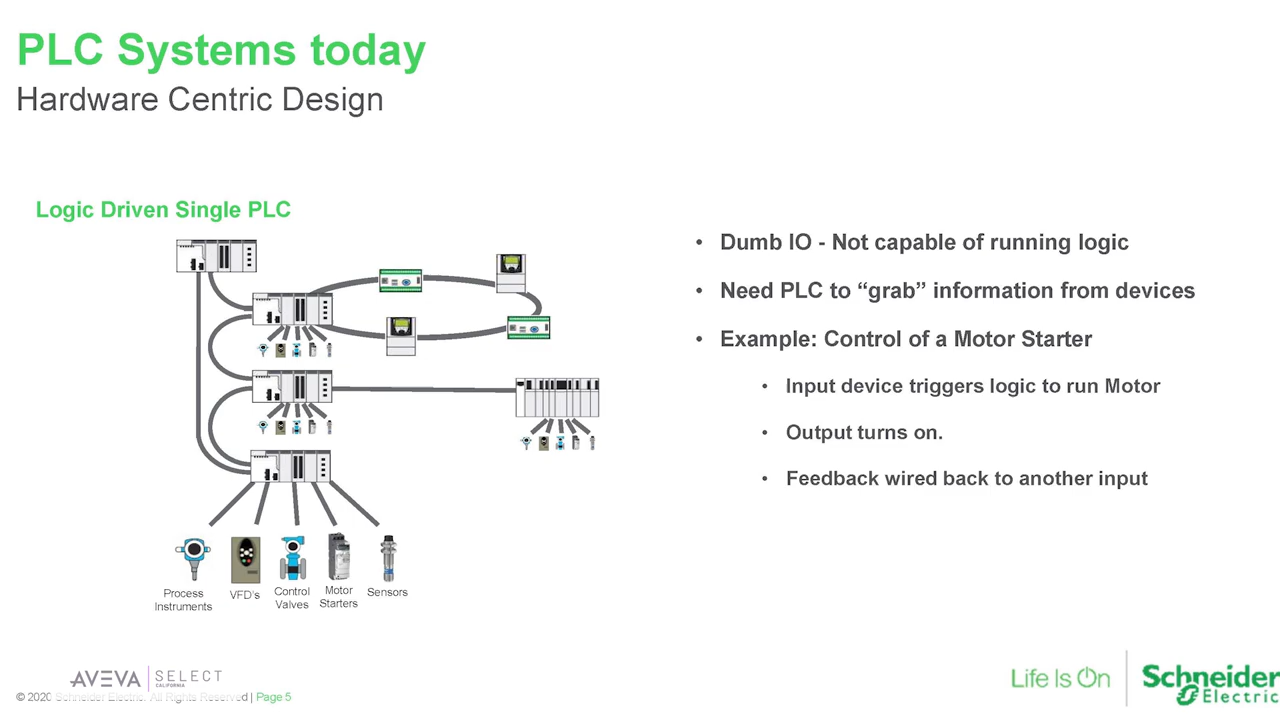 PLC Systems today
Hardware Centric Design
Logic Driven Single PLC
• Dumb IO - Not capable of running logic
• Need PLC to “grab” information from devices
• Example: Control of a Motor Starter
• Input device triggers logic to run Motor
• Output turns on.
• Feedback wired back to another input
Process
Instruments
VFD's
Control
Valves
Motor
Starters
Sensors
AVEVA SELECT
CALIFORNIA
© 2020 Schneider Electric. All Rights Reserved | Page 5
Life Is On
Schneider
Electric